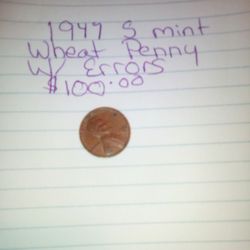 1947 S mint
Wheat Penny
W/ Errors
$100.00